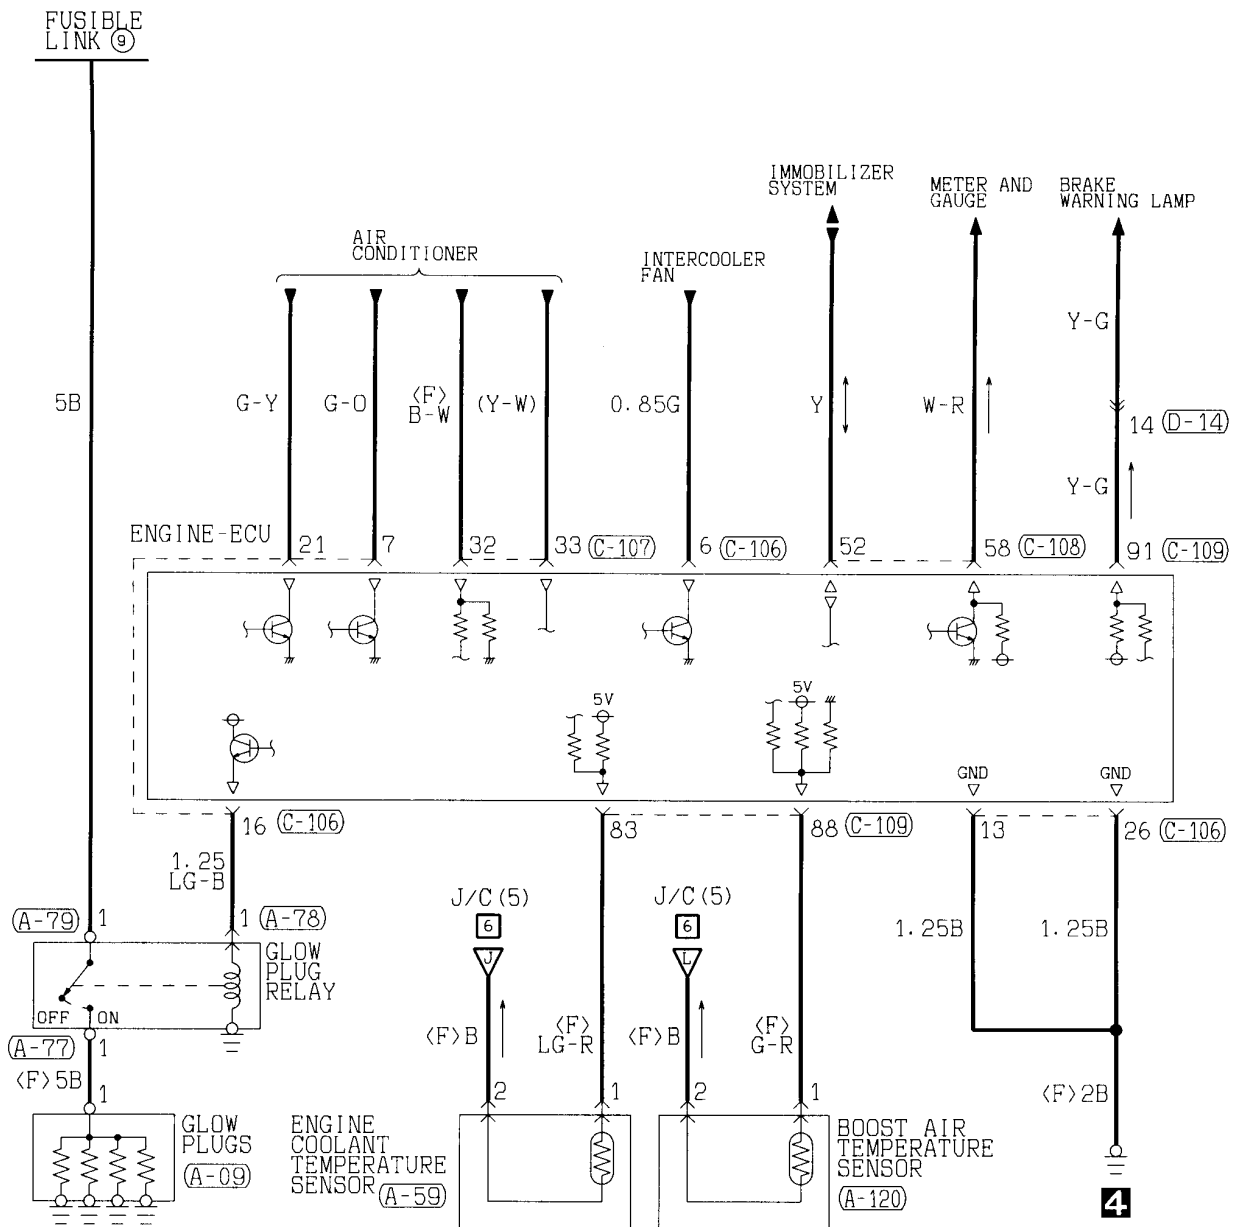 FUSIBLE
LINK ⑨
IMMOBILIZER
SYSTEM
METER AND
GAUGE
BRAKE
WARNING LAMP
AIR
CONDITIONER
INTERCOOLER
FAN
Y-G
5B
G-Y
G-O
<F>
B-W
(Y-W)
0.85G
Y
W-R
14 D-14
Y-G
ENGINE-ECU
21
7
32
33 C-107
6 C-106
52
58 C-108
91 C-109
5V
5V
GND
GND
16 C-106
83
88 C-109
13
26 C-106
1.25
LG-B
J/C (5)
6
J
J/C (5)
6
L
A-79 1
1 A-78
1.25B
1.25B
GLOW
PLUG
RELAY
OFF ON
A-77 1
<F>5B
1
<F>B
<F>
LG-R
<F>B
<F>
G-R
2
1
2
1
<F>2B
GLOW
PLUGS
A-09
ENGINE
COOLANT
TEMPERATURE
SENSOR A-59
BOOST AIR
TEMPERATURE
SENSOR
A-120
4